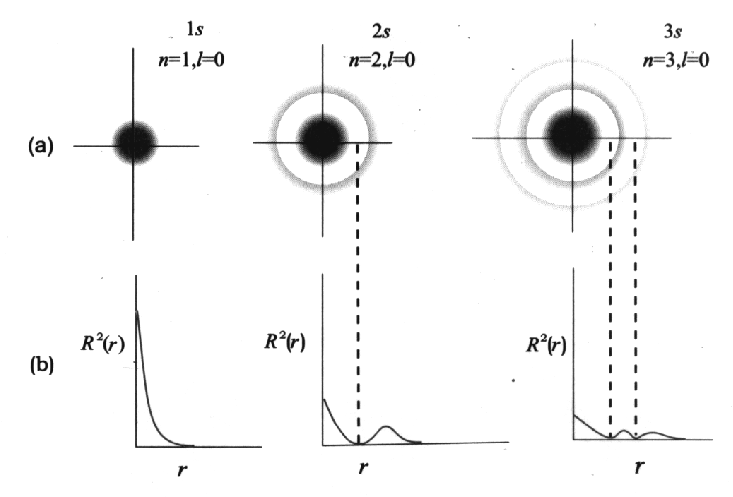 1s
n=1,l=0
2s
n=2,l=0
3s
n=3,l=0
(a)
R²(r)
R²(r)
R²(r)
(b)
r
r
r